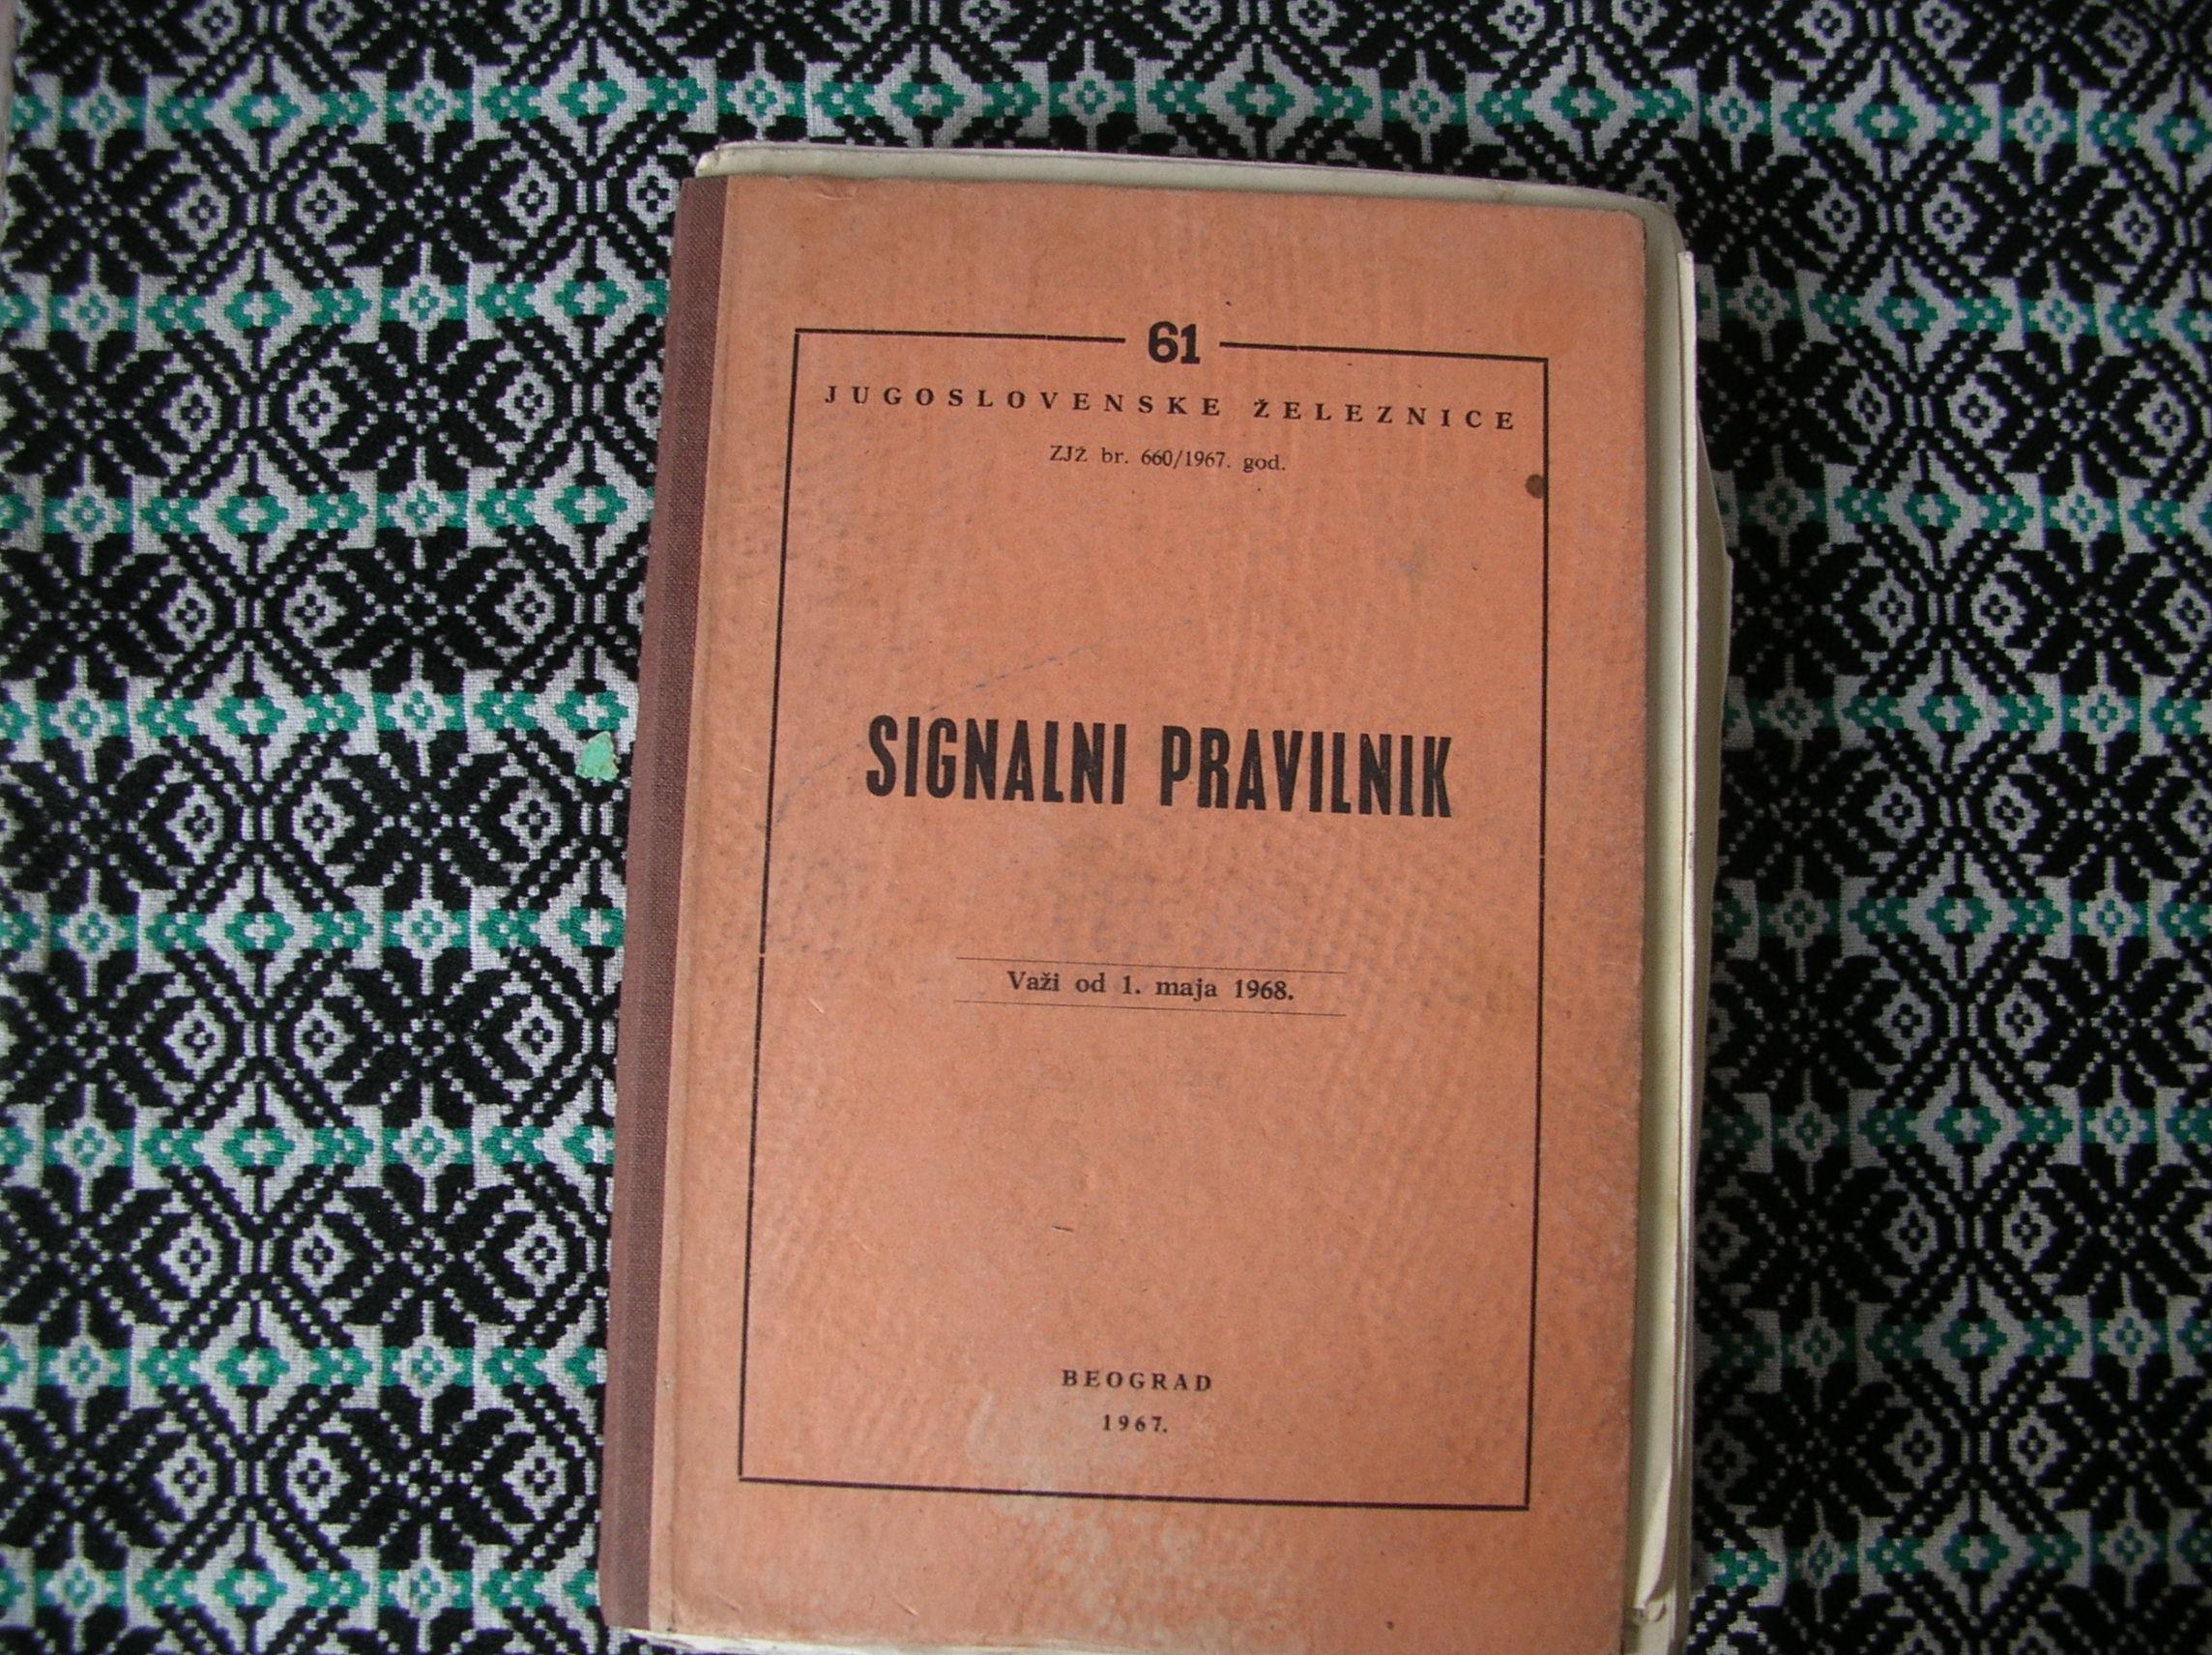 61
JUGOSLOVENSKE ŽELEZNICE
ZJŽ br. 660/1967. god.
SIGNALNI PRAVILNIK
Važi od 1. maja 1968.
BEOGRAD
1967.